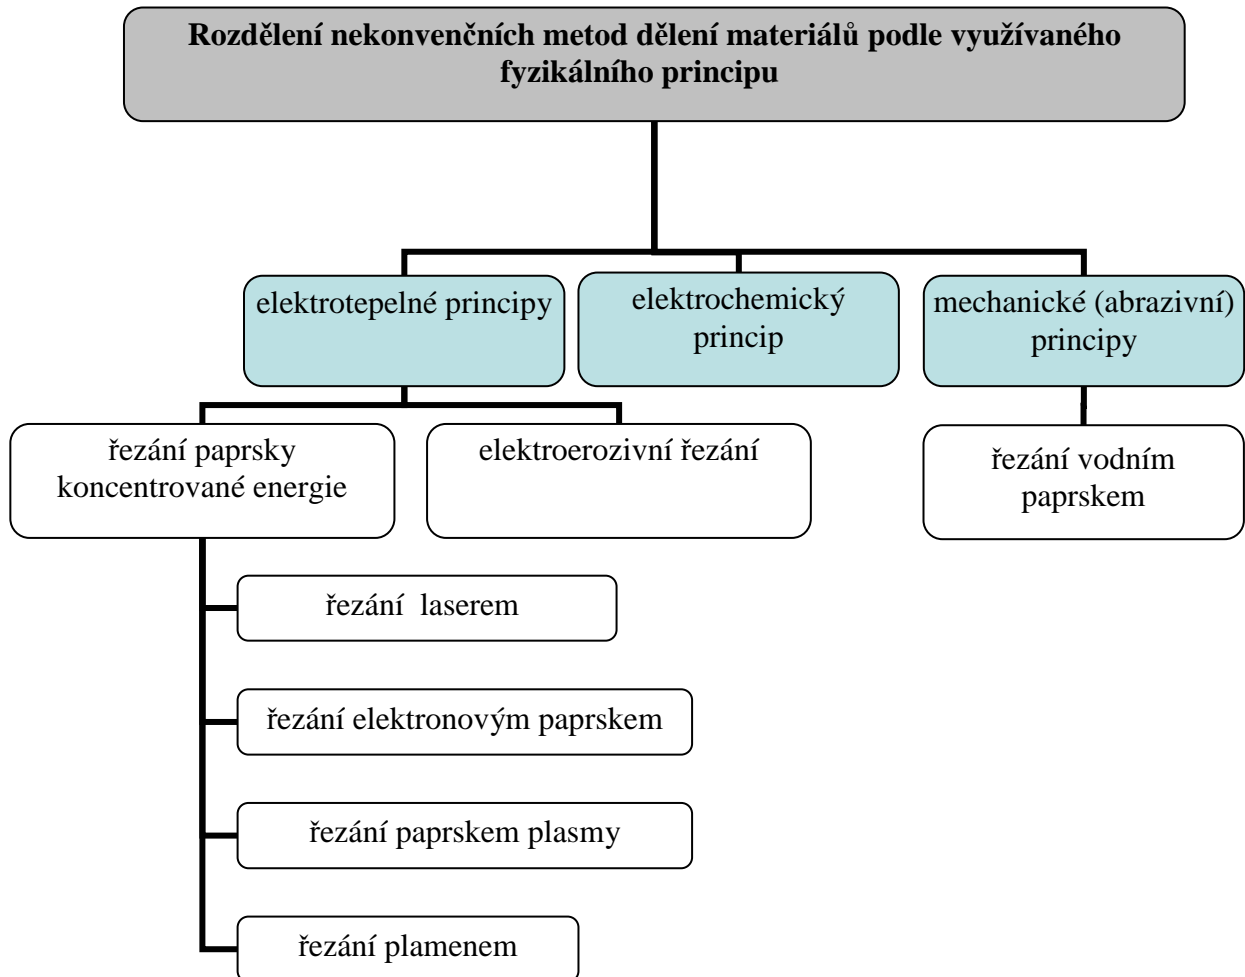 Rozdělení nekonvenčních metod dělení materiálů podle využívaného
fyzikálního principu
elektrotepelné principy
elektrochemický
princip
mechanické (abrazivní)
principy
řezání paprsky
koncentrované energie
elektroerozivní řezání
řezání vodním
paprskem
řezání  laserem
řezání elektronovým paprskem
řezání paprskem plasmy
řezání plamenem